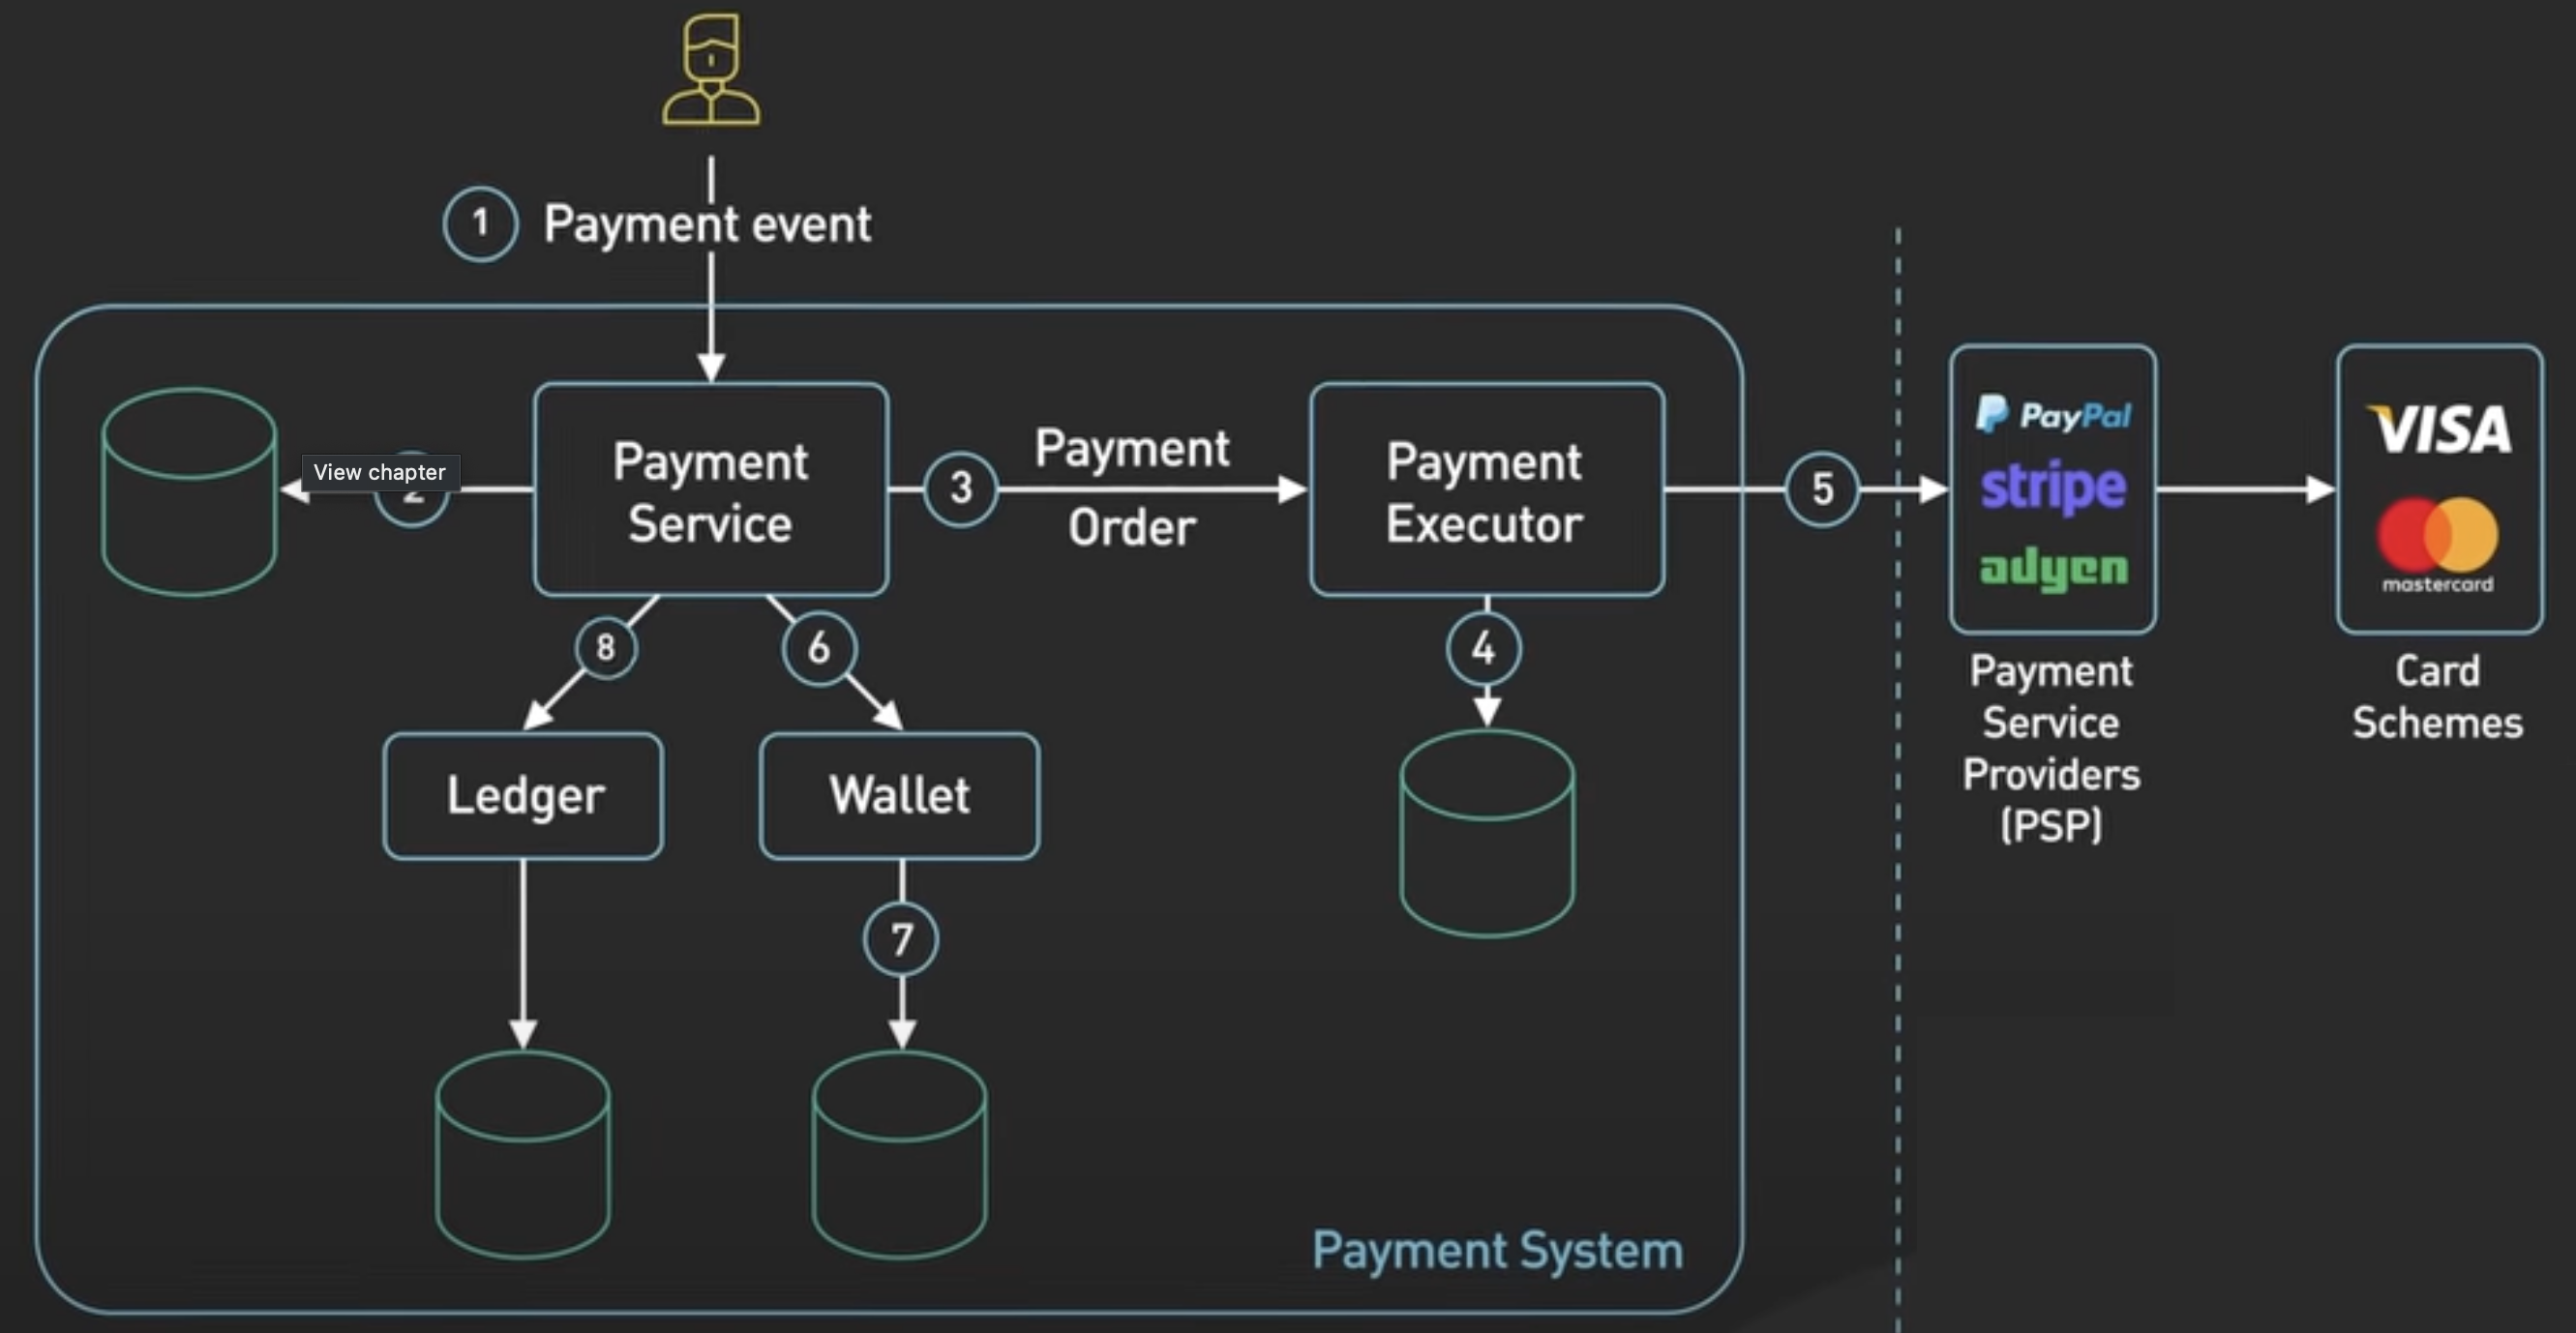 1 Payment event
View chapter
2
Payment
Service
3
Payment
Order
Payment
Executor
5
PayPal
stripe
adyen
VISA
mastercard
8
6
4
Payment
Service
Providers
(PSP)
Card
Schemes
Ledger
Wallet
7
Payment System